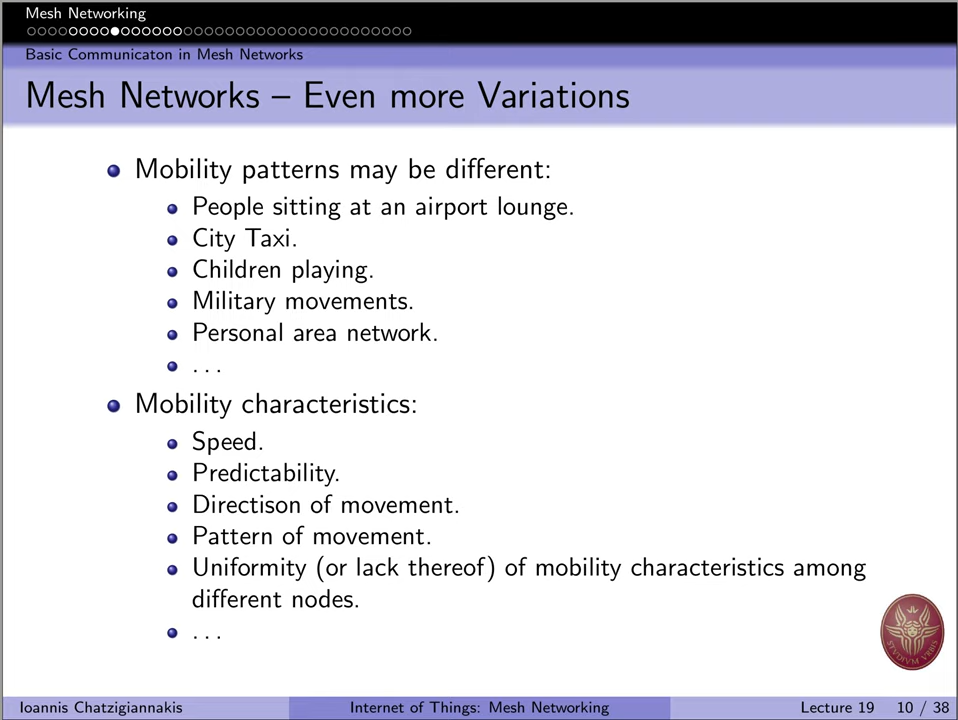 Mesh Networking
Basic Communicaton in Mesh Networks
Mesh Networks – Even more Variations
Mobility patterns may be different:
People sitting at an airport lounge.
City Taxi.
Children playing.
Military movements.
Personal area network.
. . .
Mobility characteristics:
Speed.
Predictability.
Directison of movement.
Pattern of movement.
Uniformity (or lack thereof) of mobility characteristics among
different nodes.
. . .
STVDIVM VRBIS
Ioannis Chatzigiannakis
Internet of Things: Mesh Networking
Lecture 19
10 / 38